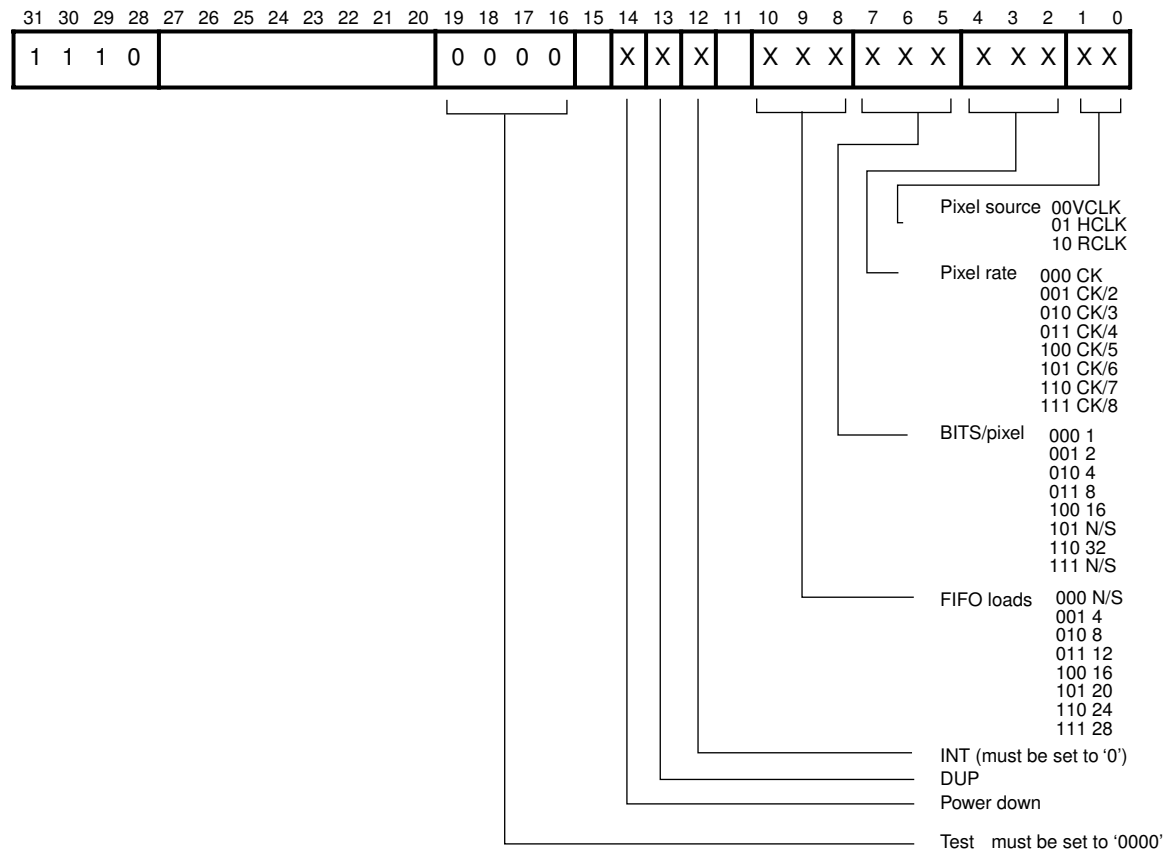 31 30 29 28 27 26 25 24 23 22 21 20 19 18 17 16 15 14 13 12 11 10 9 8 7 6 5 4 3 2 1 0
1 1 1 0 0 0 0 0 X X X X X X X X X X X X X X
Pixel source 00VCLK
01 HCLK
10 RCLK
Pixel rate 000 CK
001 CK/2
010 CK/3
011 CK/4
100 CK/5
101 CK/6
110 CK/7
111 CK/8
BITS/pixel 000 1
001 2
010 4
011 8
100 16
101 N/S
110 32
111 N/S
FIFO loads 000 N/S
001 4
010 8
011 12
100 16
101 20
110 24
111 28
INT (must be set to ‘0’)
DUP
Power down
Test must be set to ‘0000’